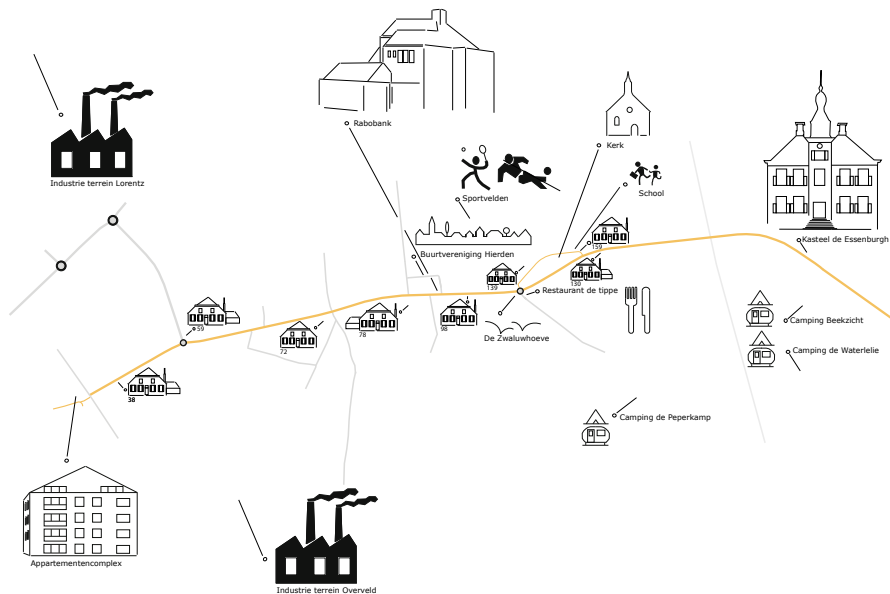 Rabobank
Kerk
Industrie terrein Lorentz
School
Sportvelden
Kasteel de Essenburgh
159
Buurtvereniging Hierden
139
130
Restaurant de tippe
59
98
78
De Zwaluwhoeve
72
Camping Beekzicht
Camping de Waterlelie
38
Camping de Peperkamp
Appartementencomplex
Industrie terrein Overveld